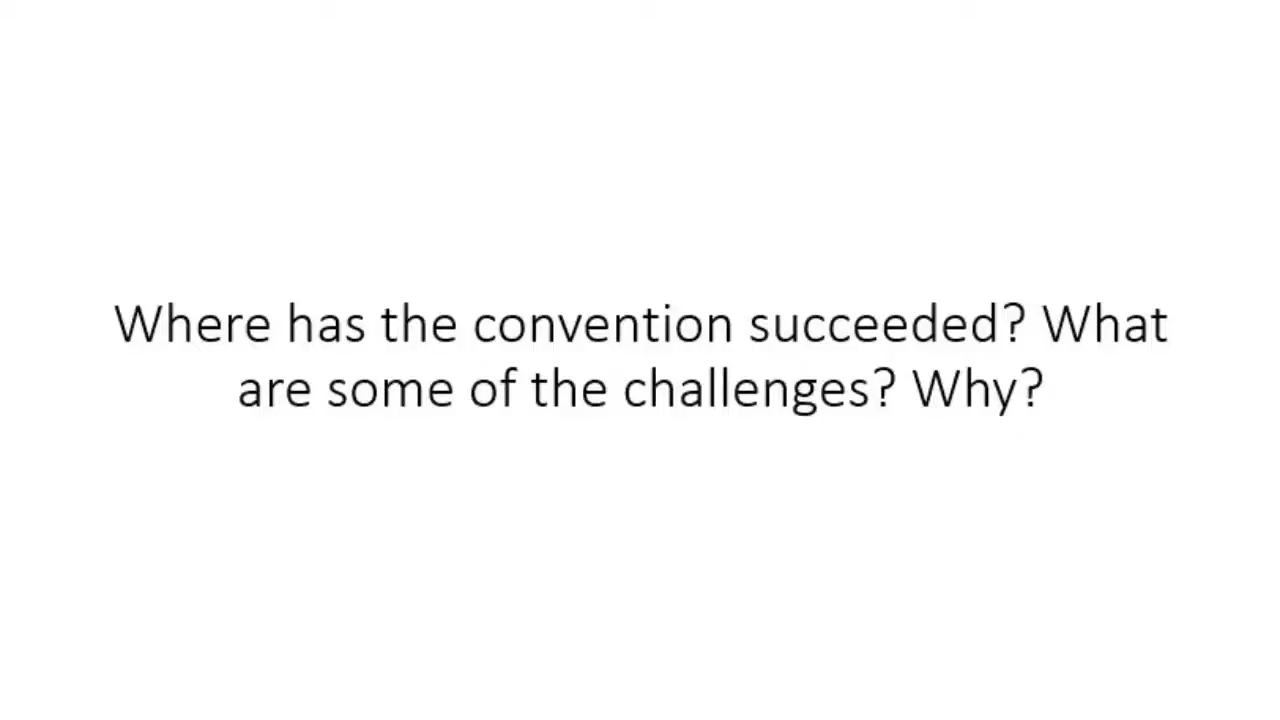 Where has the convention succeeded? What
are some of the challenges? Why?